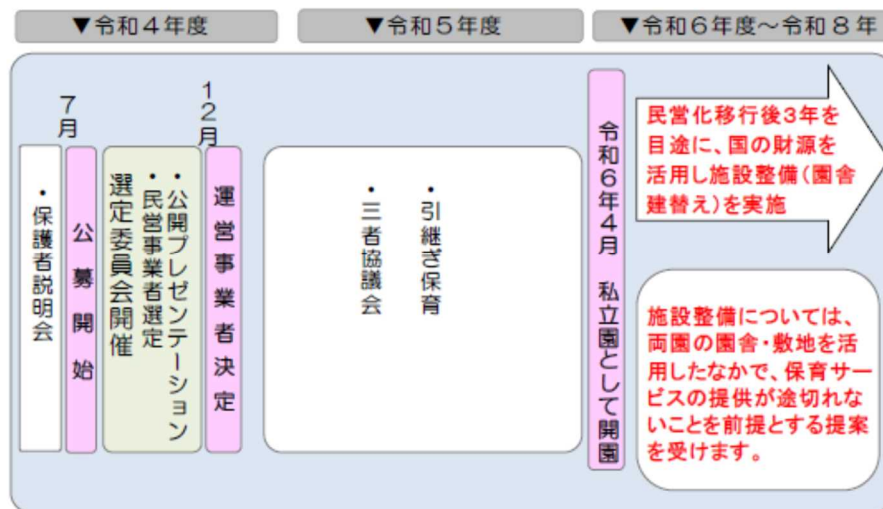 ▼令和４年度
▼令和５年度
▼令和６年度～令和８年
７月
１２月
・保護者説明会
公募開始
選定委員会開催
・民営事業者選定
・公開プレゼンテーション
運営事業者決定
・三者協議会
・引継ぎ保育
令和６年４月　私立園として開園
民営化移行後3年を
目途に、国の財源を
活用し施設整備（園舎
建替え）を実施
施設整備については、
両園の園舎・敷地を活
用したなかで、保育サー
ビスの提供が途切れな
いことを前提とする提案
を受けます。